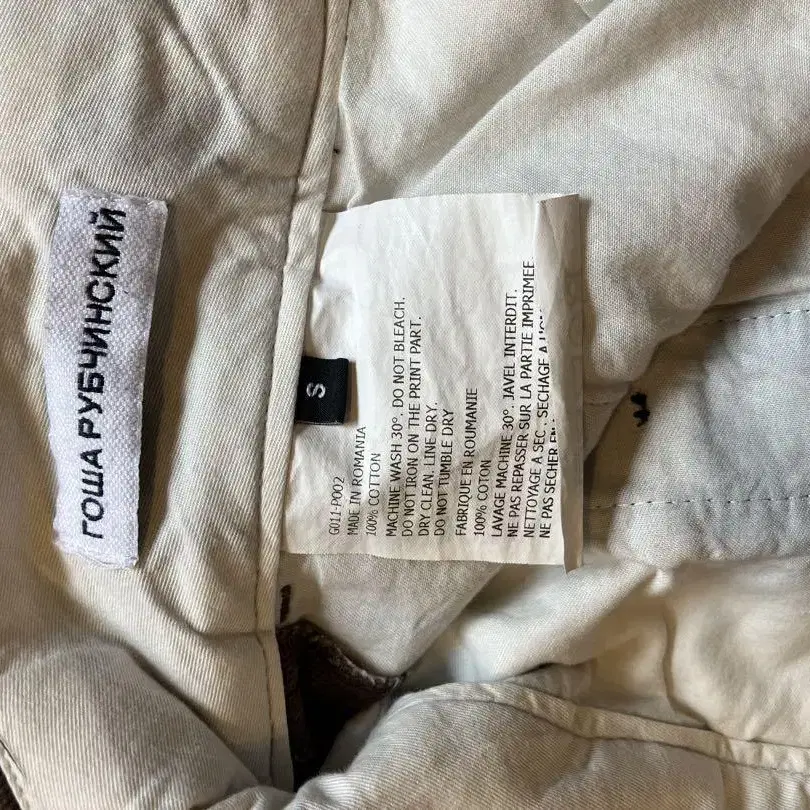 ГОША РУБЧИНСКИЙ
S
G011-P002
MADE IN ROMANIA
100% COTTON
MACHINE WASH 30°. DO NOT BLEACH.
DO NOT IRON ON THE PRINT PART.
DRY CLEAN. LINE DRY.
DO NOT TUMBLE DRY
FABRIQUE EN ROUMANIE
100% COTON
LAVAGE MACHINE 30°. JAVEL INTERDIT.
NE PAS REPASSER SUR LA PARTIE IMPRIMEE
NETTOYAGE A SEC. SECHAGE A
NE PAS SECHER EN